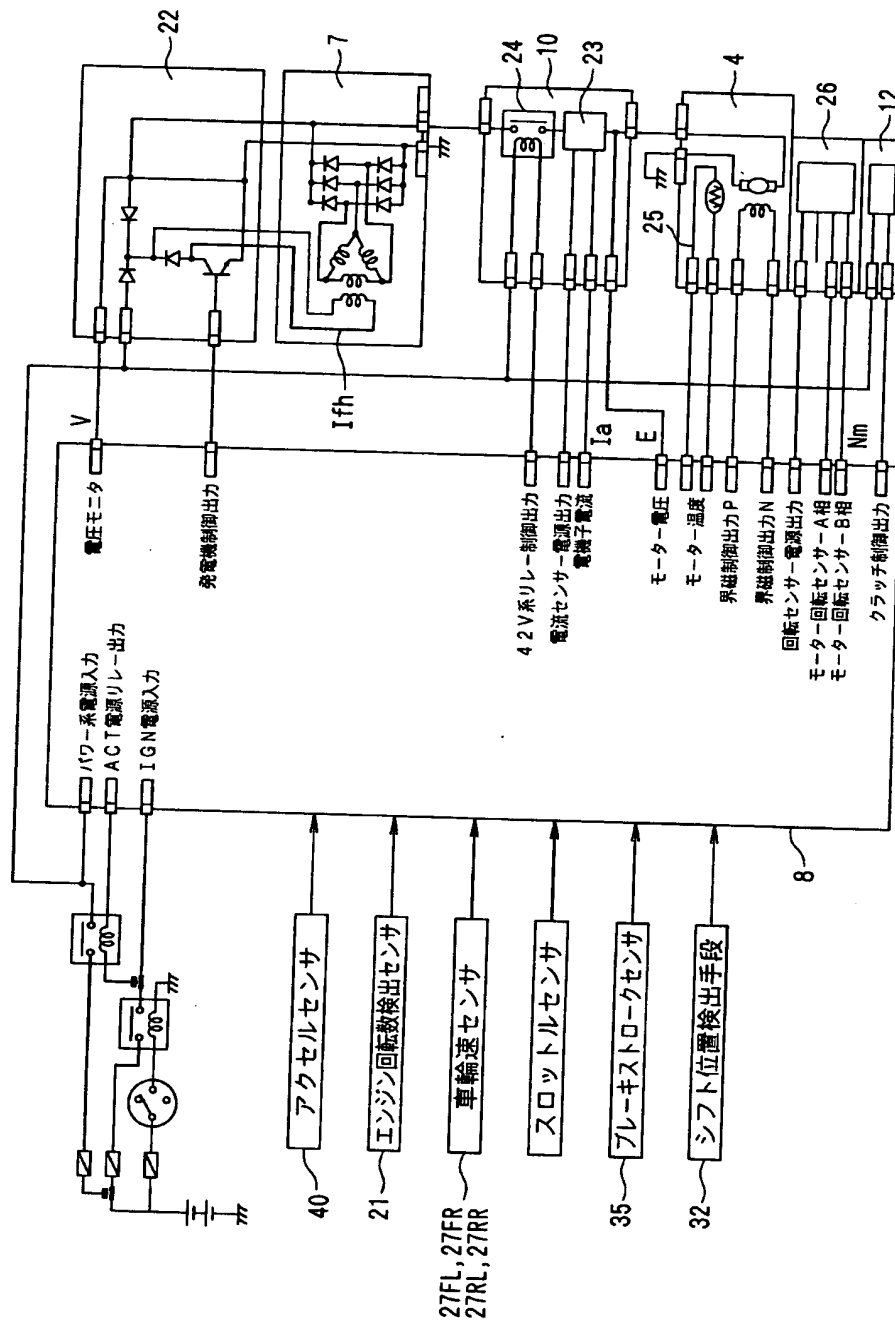 22
7
24
10
23
4
26
12
25
Ifh
V
Ia
E
Nm
電圧モニタ
発電機制御出力
42V系リレー制御出力
電流センサー電源出力
電機子電流
モーター電圧
モーター温度
界磁制御出力P
界磁制御出力N
回転センサー電源出力
モーター回転センサーA相
モーター回転センサーB相
クラッチ制御出力
パワー系電源入力
ACT電源リレー出力
IGN電源入力
8
アクセルセンサ
エンジン回転数検出センサ
車輪速センサ
スロットルセンサ
ブレーキストロークセンサ
シフト位置検出手段
40
21
27FL, 27FR
27RL, 27RR
35
32